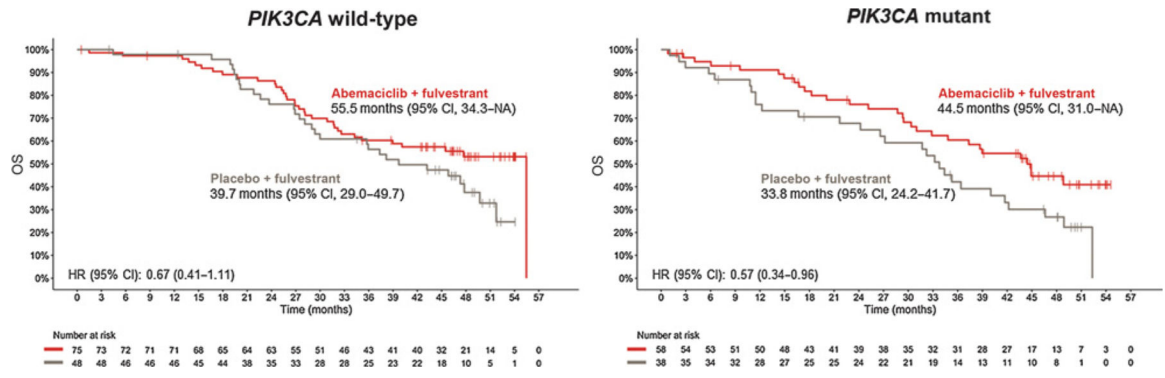 PIK3CA wild-type
100%
90%
80%
70%
60%
50%
40%
30%
20%
10%
0%
OS
Abemaciclib + fulvestrant
55.5 months (95% CI, 34.3–NA)
Placebo + fulvestrant
39.7 months (95% CI, 29.0–49.7)
HR (95% CI): 0.67 (0.41–1.11)
0 3 6 9 12 15 18 21 24 27 30 33 36 39 42 45 48 51 54 57
Time (months)
Number at risk
75 73 72 71 71 68 65 64 63 55 51 46 43 41 40 32 21 14 5 0
48 48 46 46 46 45 44 38 35 33 28 28 25 23 22 18 10 5 1 0
PIK3CA mutant
100%
90%
80%
70%
60%
50%
40%
30%
20%
10%
0%
OS
Abemaciclib + fulvestrant
44.5 months (95% CI, 31.0–NA)
Placebo + fulvestrant
33.8 months (95% CI, 24.2–41.7)
HR (95% CI): 0.57 (0.34–0.96)
0 3 6 9 12 15 18 21 24 27 30 33 36 39 42 45 48 51 54 57
Time (months)
Number at risk
58 54 53 51 50 48 43 41 39 38 35 32 31 28 27 17 13 7 3 0
38 35 34 32 28 27 25 25 24 22 21 19 14 13 11 10 8 1 0 0